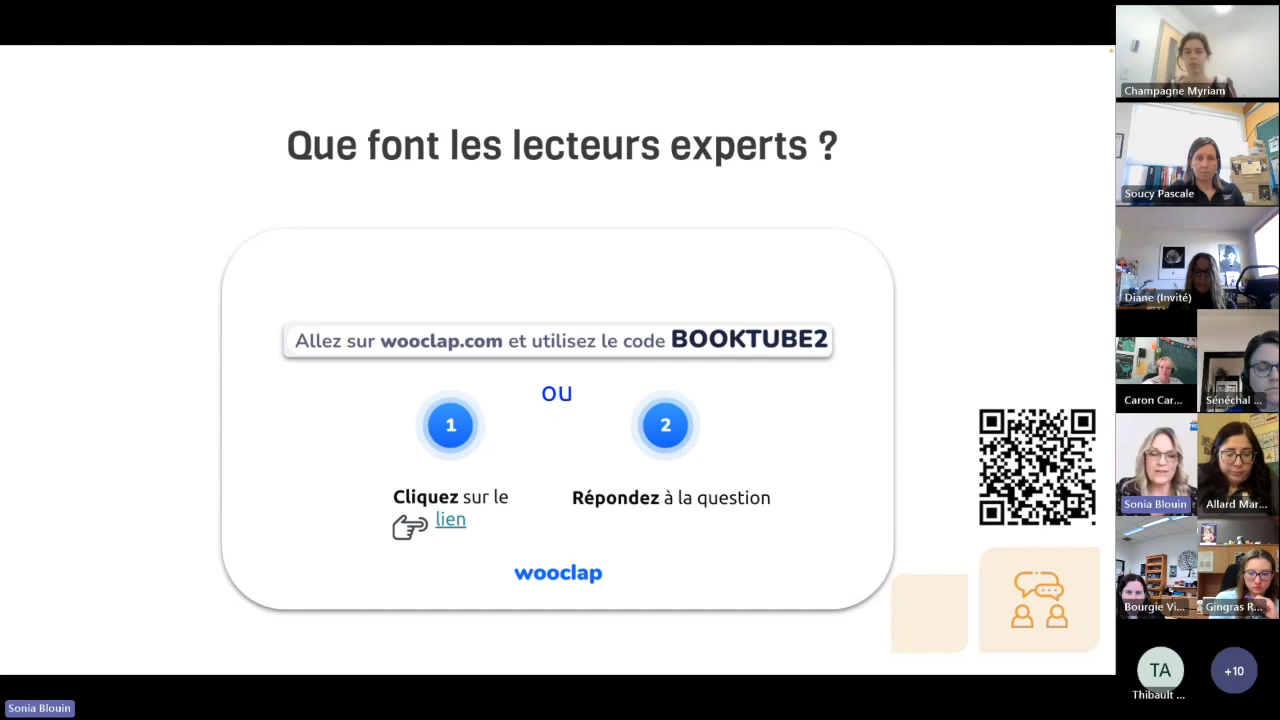 Que font les lecteurs experts ?
Allez sur wooclap.com et utilisez le code BOOKTUBE2
OU
1
2
Cliquez sur le
lien
Répondez à la question
wooclap
Sonia Blouin
Champagne Myriam
Soucy Pascale
Diane (Invité)
Caron Car...
Sénéchal ...
Sonia Blouin
Allard Mar...
Bourgie Vi...
Gingras R...
TA
Thibault ...
+10